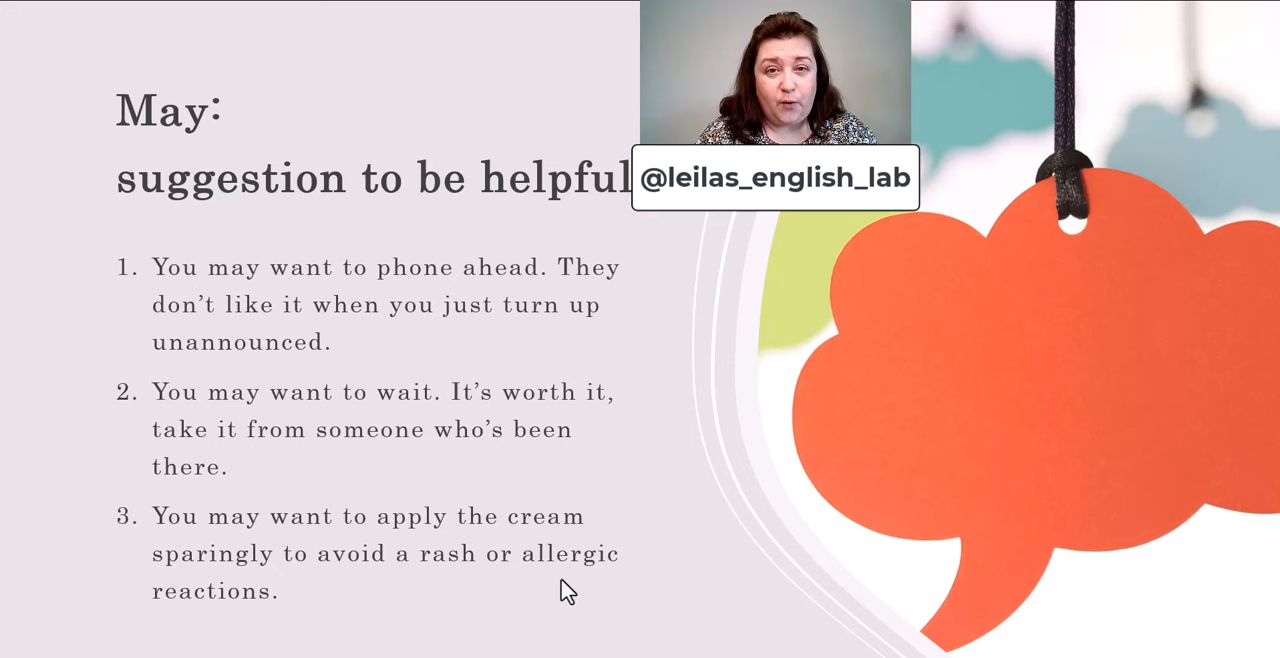 May:
suggestion to be helpful
@leilas_english_lab
1. You may want to phone ahead. They
don’t like it when you just turn up
unannounced.
2. You may want to wait. It’s worth it,
take it from someone who’s been
there.
3. You may want to apply the cream
sparingly to avoid a rash or allergic
reactions.